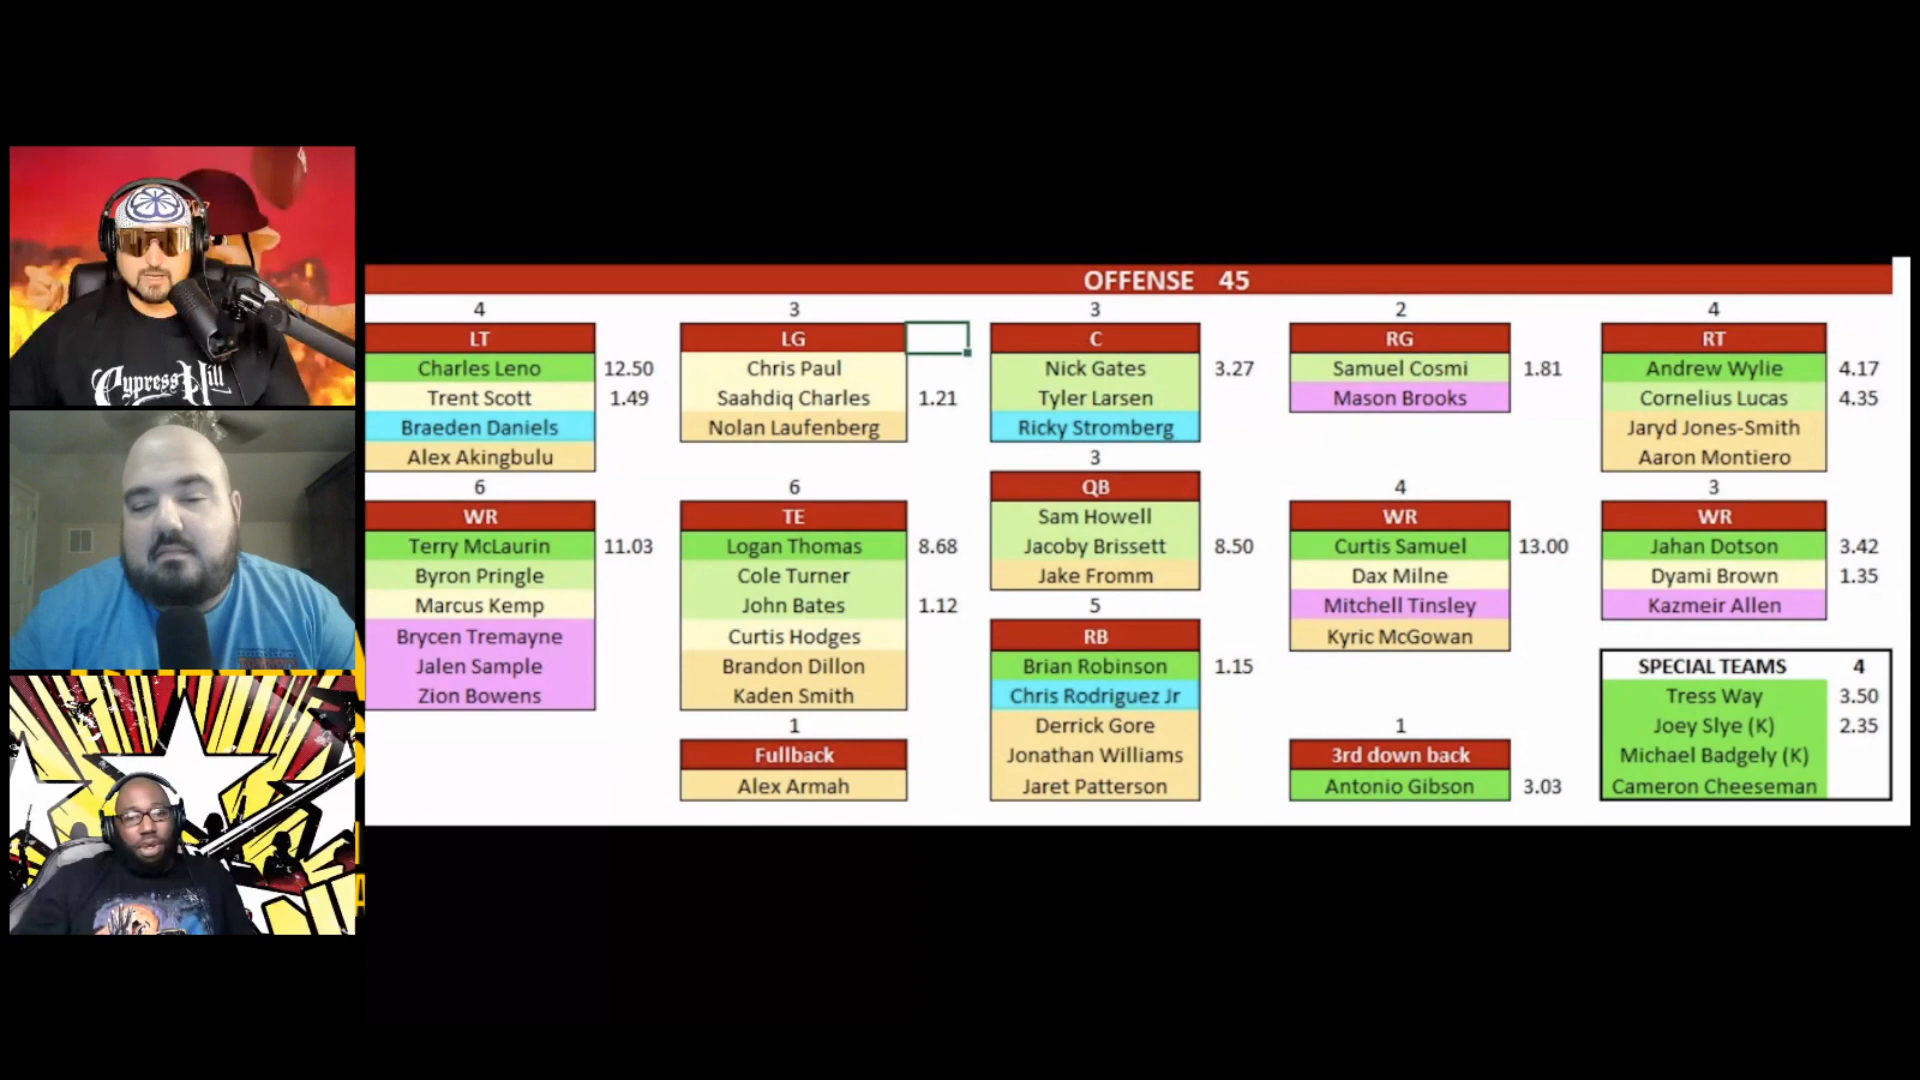 OFFENSE 45
4 3 3 2 4
LT LG C RG RT
Charles Leno 12.50 Chris Paul Nick Gates 3.27 Samuel Cosmi 1.81 Andrew Wylie 4.17
Trent Scott 1.49 Saahdiq Charles 1.21 Tyler Larsen Mason Brooks Cornelius Lucas 4.35
Braeden Daniels Nolan Laufenberg Ricky Stromberg Jaryd Jones-Smith
Alex Akingbulu 3 Aaron Montiero
6 6 QB 4 3
WR TE Sam Howell WR WR
Terry McLaurin 11.03 Logan Thomas 8.68 Jacoby Brissett 8.50 Curtis Samuel 13.00 Jahan Dotson 3.42
Byron Pringle Cole Turner Jake Fromm Dax Milne Dyami Brown 1.35
Marcus Kemp John Bates 1.12 5 Mitchell Tinsley Kazmeir Allen
Brycen Tremayne Curtis Hodges RB Kyric McGowan
Jalen Sample Brandon Dillon Brian Robinson 1.15 SPECIAL TEAMS 4
Zion Bowens Kaden Smith Chris Rodriguez Jr Tress Way 3.50
1 Derrick Gore 1 Joey Slye (K) 2.35
Fullback Jonathan Williams 3rd down back Michael Badgely (K)
Alex Armah Jaret Patterson Antonio Gibson 3.03 Cameron Cheeseman
Cypress Hill